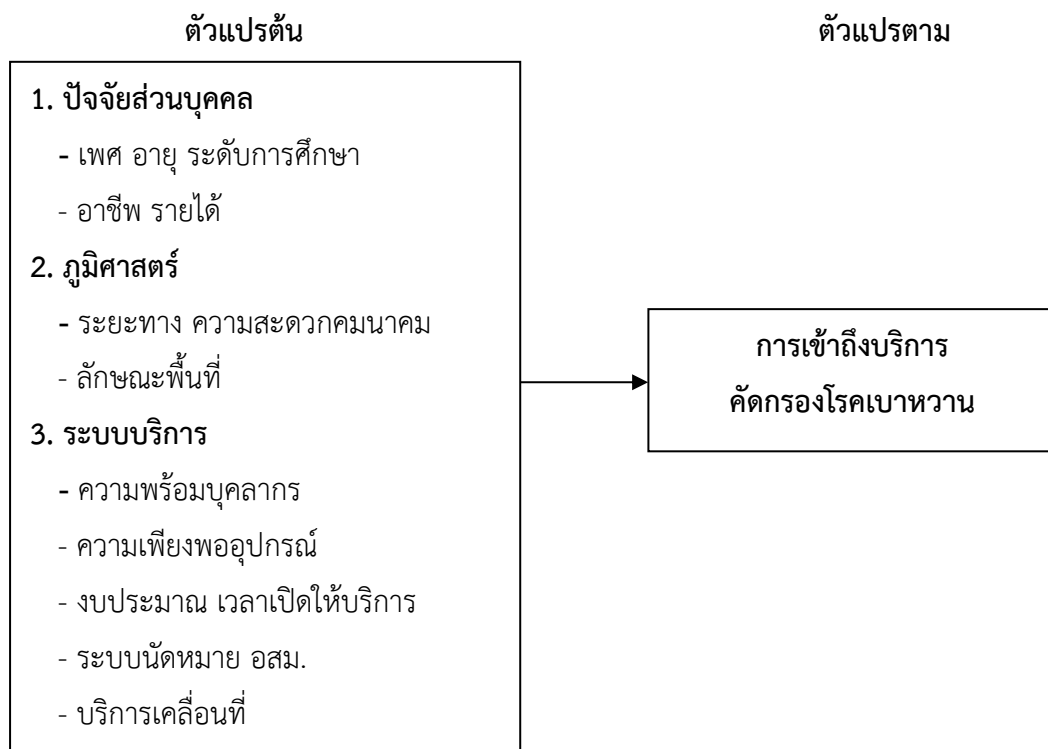 ตัวแปรต้น
ตัวแปรตาม
1. ปัจจัยส่วนบุคคล
- เพศ อายุ ระดับการศึกษา
- อาชีพ รายได้
2. ภูมิศาสตร์
- ระยะทาง ความสะดวกคมนาคม
- ลักษณะพื้นที่
3. ระบบบริการ
- ความพร้อมบุคลากร
- ความเพียงพออุปกรณ์
- งบประมาณ เวลาเปิดให้บริการ
- ระบบนัดหมาย อสม.
- บริการเคลื่อนที่
การเข้าถึงบริการ
คัดกรองโรคเบาหวาน